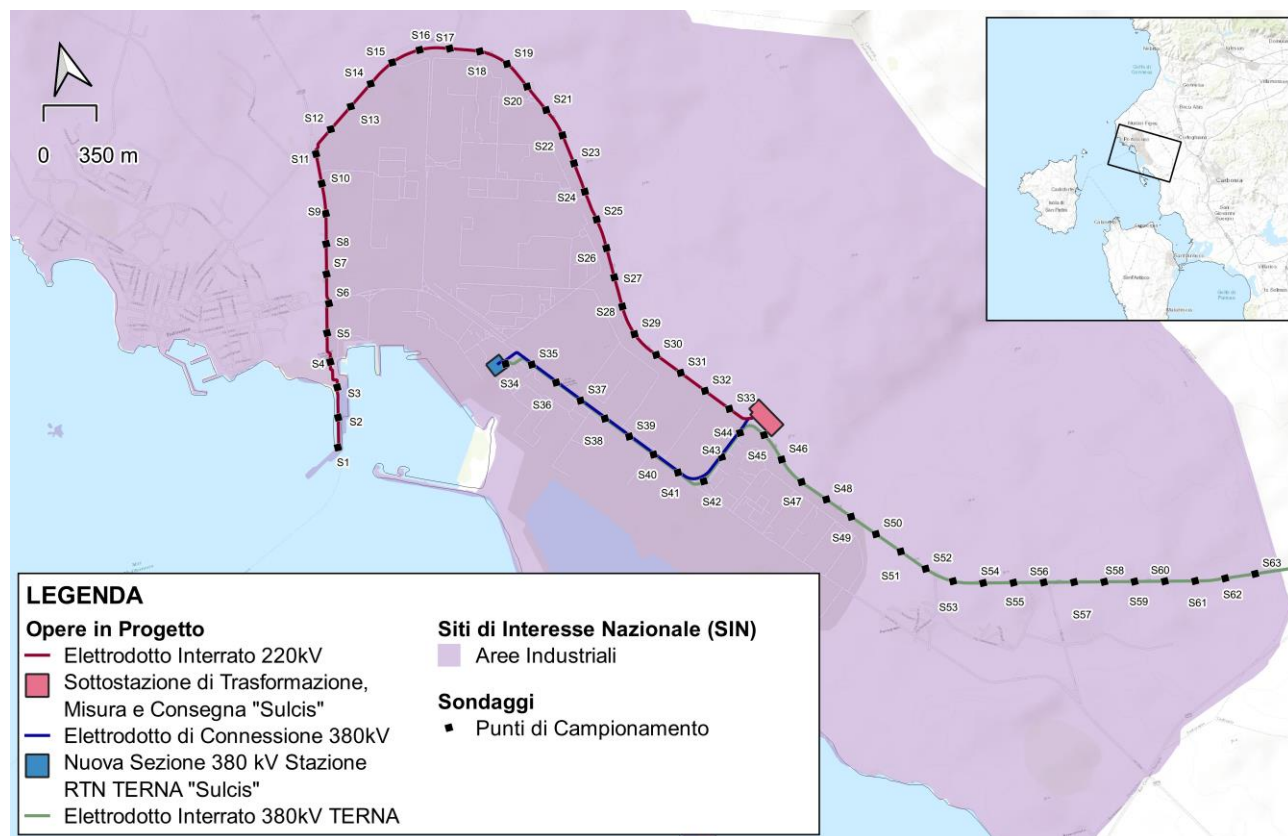 S16 S17
S15
S19
S18
S14
S20
S21
S12
S13
S22
S11
S23
S10
S24
S9
S25
S8
S26
S7
S27
S6
S28
S5
S29
S4
S30
S35
S31
S34
S3
S32
S37
S36
S33
S2
S39
S44
S38
S43
S45
S46
S1
S40
S41
S42
S47
S48
S49
S50
S51
S52
S53
S54
S55
S56
S57
S58
S59
S60
S61
S62
S63
0 350 m
LEGENDA
Opere in Progetto
Elettrodotto Interrato 220kV
Sottostazione di Trasformazione,
Misura e Consegna "Sulcis"
Elettrodotto di Connessione 380kV
Nuova Sezione 380 kV Stazione
RTN TERNA "Sulcis"
Elettrodotto Interrato 380kV TERNA
Siti di Interesse Nazionale (SIN)
Aree Industriali
Sondaggi
Punti di Campionamento